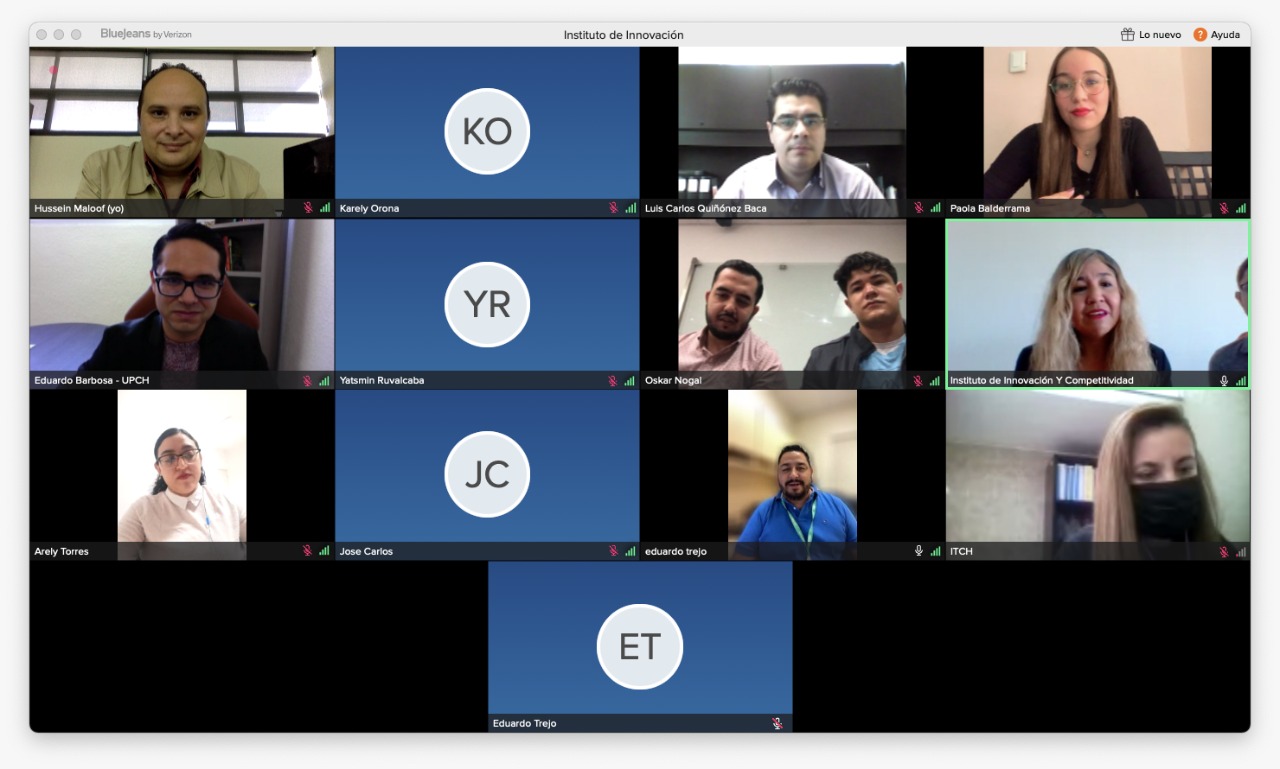 BlueJeans by Verizon
Instituto de Innovación
Lo nuevo
? Ayuda
Hussein Maloof (yo)
KO
Karely Orona
Luis Carlos Quiñónez Baca
Paola Balderrama
Eduardo Barbosa - UPCH
YR
Yatsmin Ruvalcaba
Oskar Nogal
Instituto de Innovación Y Competitividad
Arely Torres
JC
Jose Carlos
eduardo trejo
ITCH
ET
Eduardo Trejo